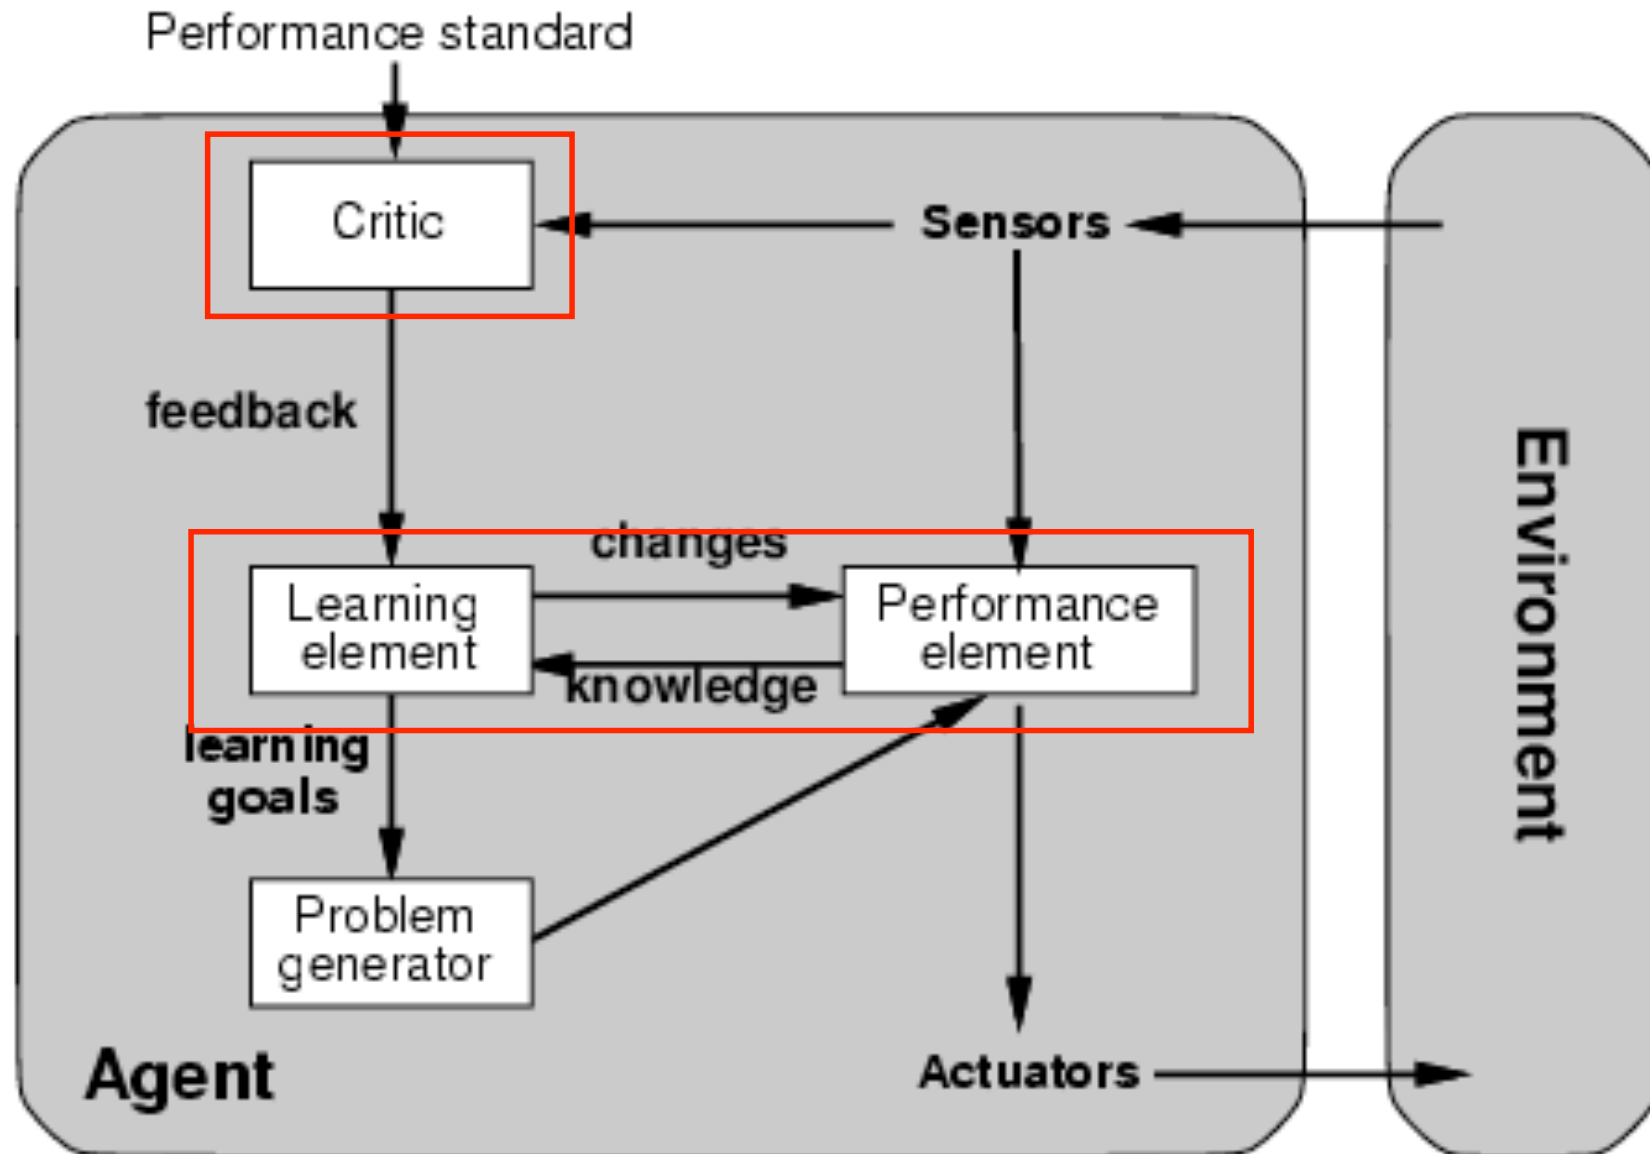 Performance standard
Critic
Sensors
feedback
changes
Learning
element
Performance
element
knowledge
learning
goals
Problem
generator
Agent
Actuators
Environment